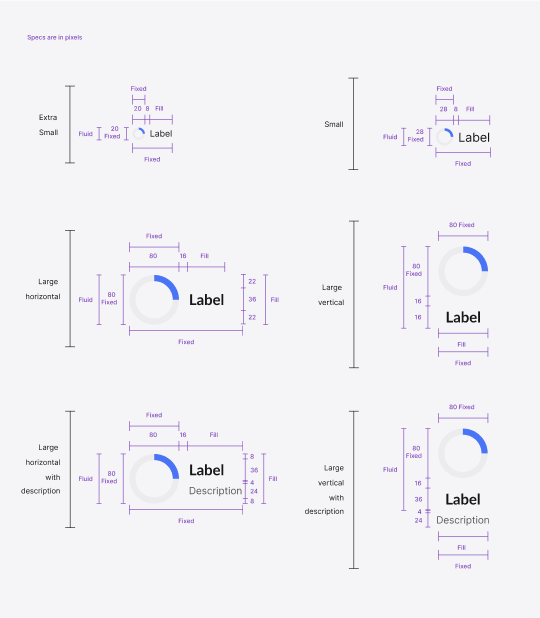 Specs are in pixels
Extra
Small
Fixed
20 8 Fill
Fluid
20
Fixed
Label
Fixed
Small
Fixed
28 8 Fill
Fluid
28
Fixed
Label
Fixed
Large
horizontal
Fixed
80 16 Fill
Fluid
80
Fixed
Label
22
36
22
Fill
Fixed
Large
vertical
80 Fixed
Fluid
80
Fixed
16
16
Label
Fill
Fixed
Large
horizontal
with
description
Fixed
80 16 Fill
Fluid
80
Fixed
Label
Description
8
36
4
24
8
Fill
Fixed
Large
vertical
with
description
80 Fixed
Fluid
80
Fixed
16
36
4
24
Label
Description
Fill
Fixed